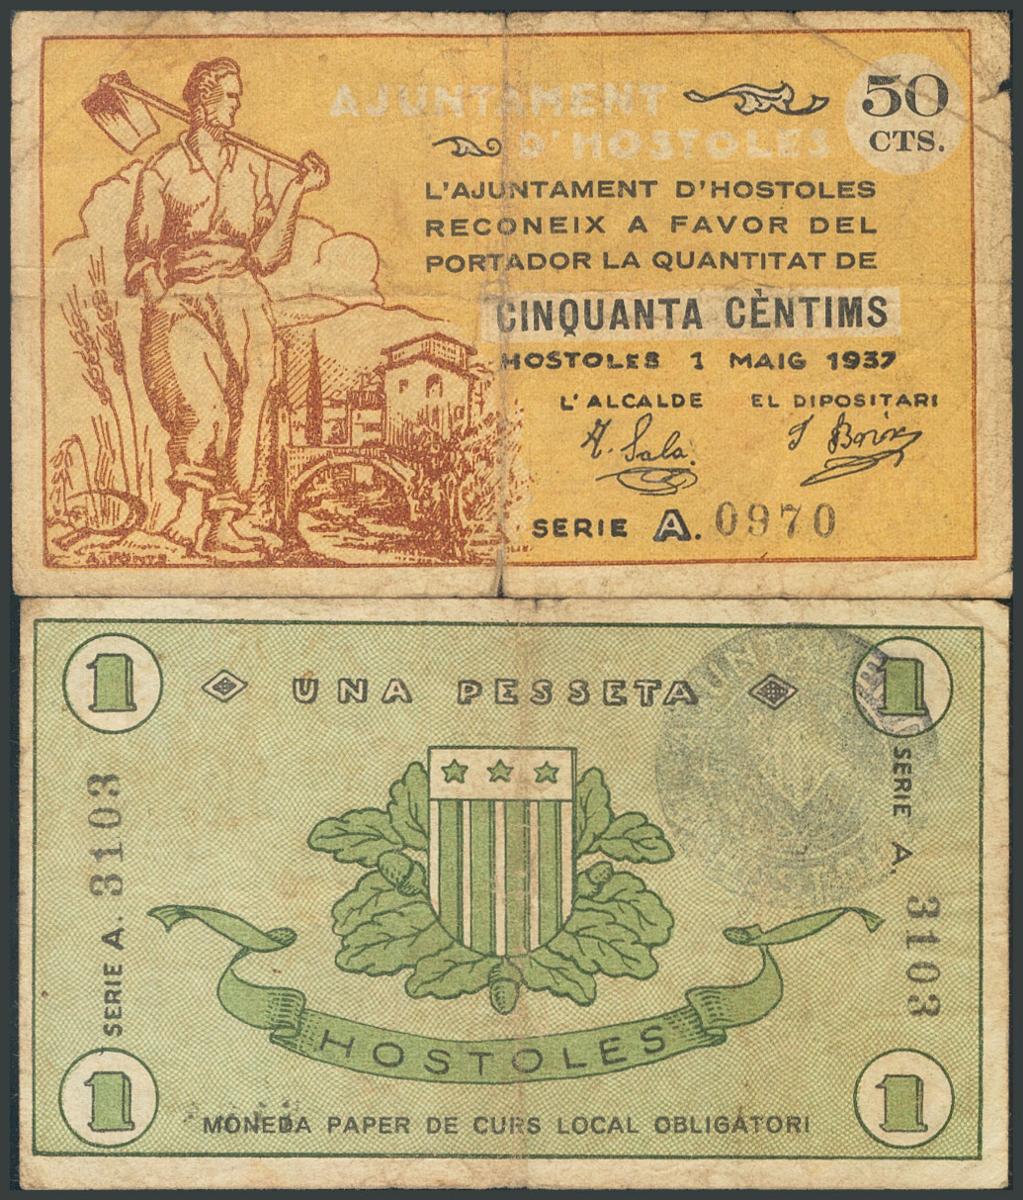 AJUNTAMENT
D'HOSTOLES
50
CTS.
L'AJUNTAMENT D'HOSTOLES
RECONEIX A FAVOR DEL
PORTADOR LA QUANTITAT DE
CINQUANTA CÈNTIMS
HOSTOLES 1 MAIG 1937
L'ALCALDE EL DIPOSITARI
A. Sala
SERIE A. 0970
1 UNA PESSETA 1
SERIE A. 3103
SERIE A. 3103
HOSTOLES
1 1
MONEDA PAPER DE CURS LOCAL OBLIGATORI